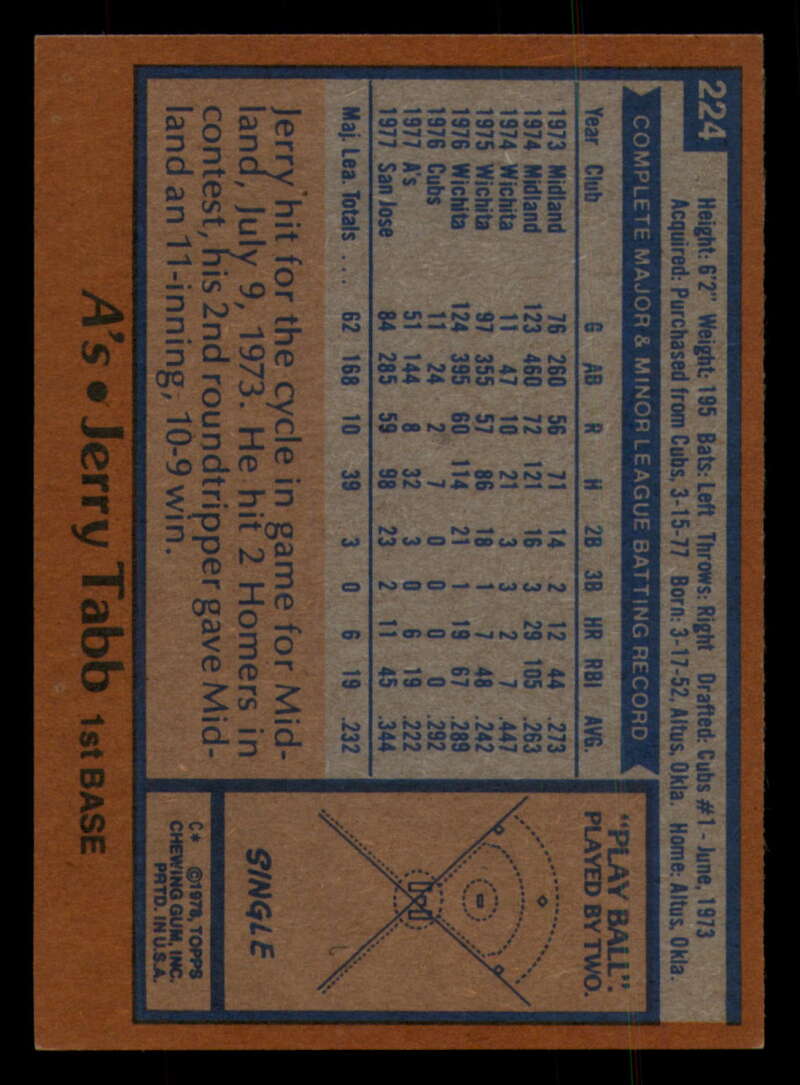 224
Height: 6'2" Weight: 195 Bats: Left Throws: Right Drafted: Cubs #1 - June, 1973
Acquired: Purchased from Cubs, 3-15-77 Born: 3-17-52, Altus, Okla. Home: Altus, Okla.
COMPLETE MAJOR & MINOR LEAGUE BATTING RECORD
Year Club G AB R H 2B 3B HR RBI AVG.
1973 Midland 76 260 56 71 14 2 12 44 .273
1974 Midland 123 460 72 121 16 3 29 105 .263
1974 Wichita 11 47 10 21 3 3 2 7 .447
1975 Wichita 97 355 57 86 18 1 7 48 .242
1976 Wichita 124 395 60 114 21 1 19 67 .289
1976 Cubs 11 24 2 7 0 0 0 0 .292
1977 A's 51 144 8 32 3 0 6 19 .222
1977 San Jose 84 285 59 98 23 2 11 45 .344
Maj. Lea. Totals ... 62 168 10 39 3 0 6 19 .232
Jerry hit for the cycle in game for Mid-
land, July 9, 1973. He hit 2 Homers in
contest, his 2nd roundtripper gave Mid-
land an 11-inning, 10-9 win.
"PLAY BALL".
PLAYED BY TWO.
SINGLE
C* ©1978, TOPPS
CHEWING GUM, INC.
PRTD. IN U.S.A.
A's • Jerry Tabb 1st BASE